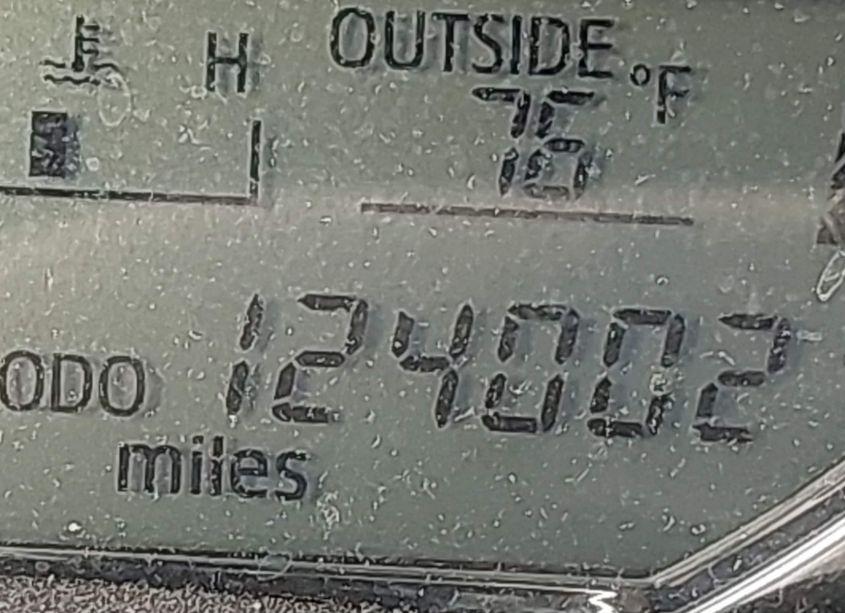 H
OUTSIDE
76 °F
ODO 124002
miles